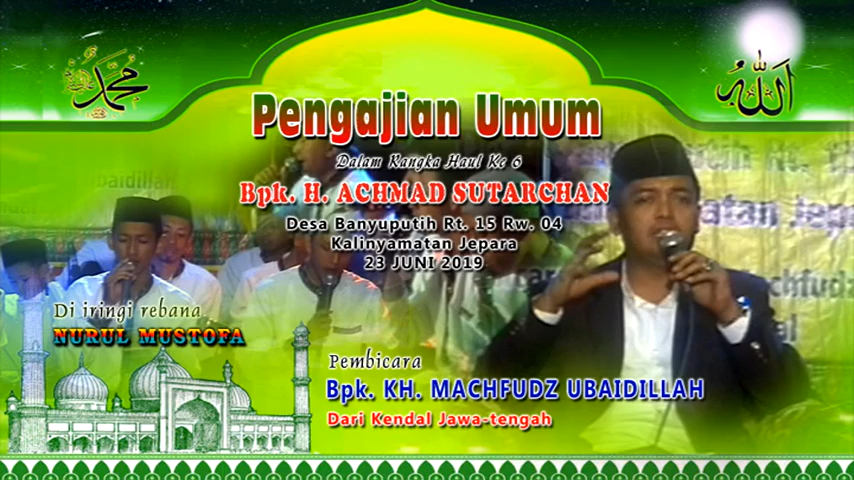 محمد
الله
Pengajian Umum
Dalam Rangka Haul Ke 6
Bpk. H. ACHMAD SUTARCHAN
Desa Banyuputih Rt. 15 Rw. 04
Kalinyamatan Jepara
23 JUNI 2019
Di iringi rebana
NURUL MUSTOFA
Pembicara
Bpk. KH. MACHFUDZ UBAIDILLAH
Dari Kendal Jawa-tengah